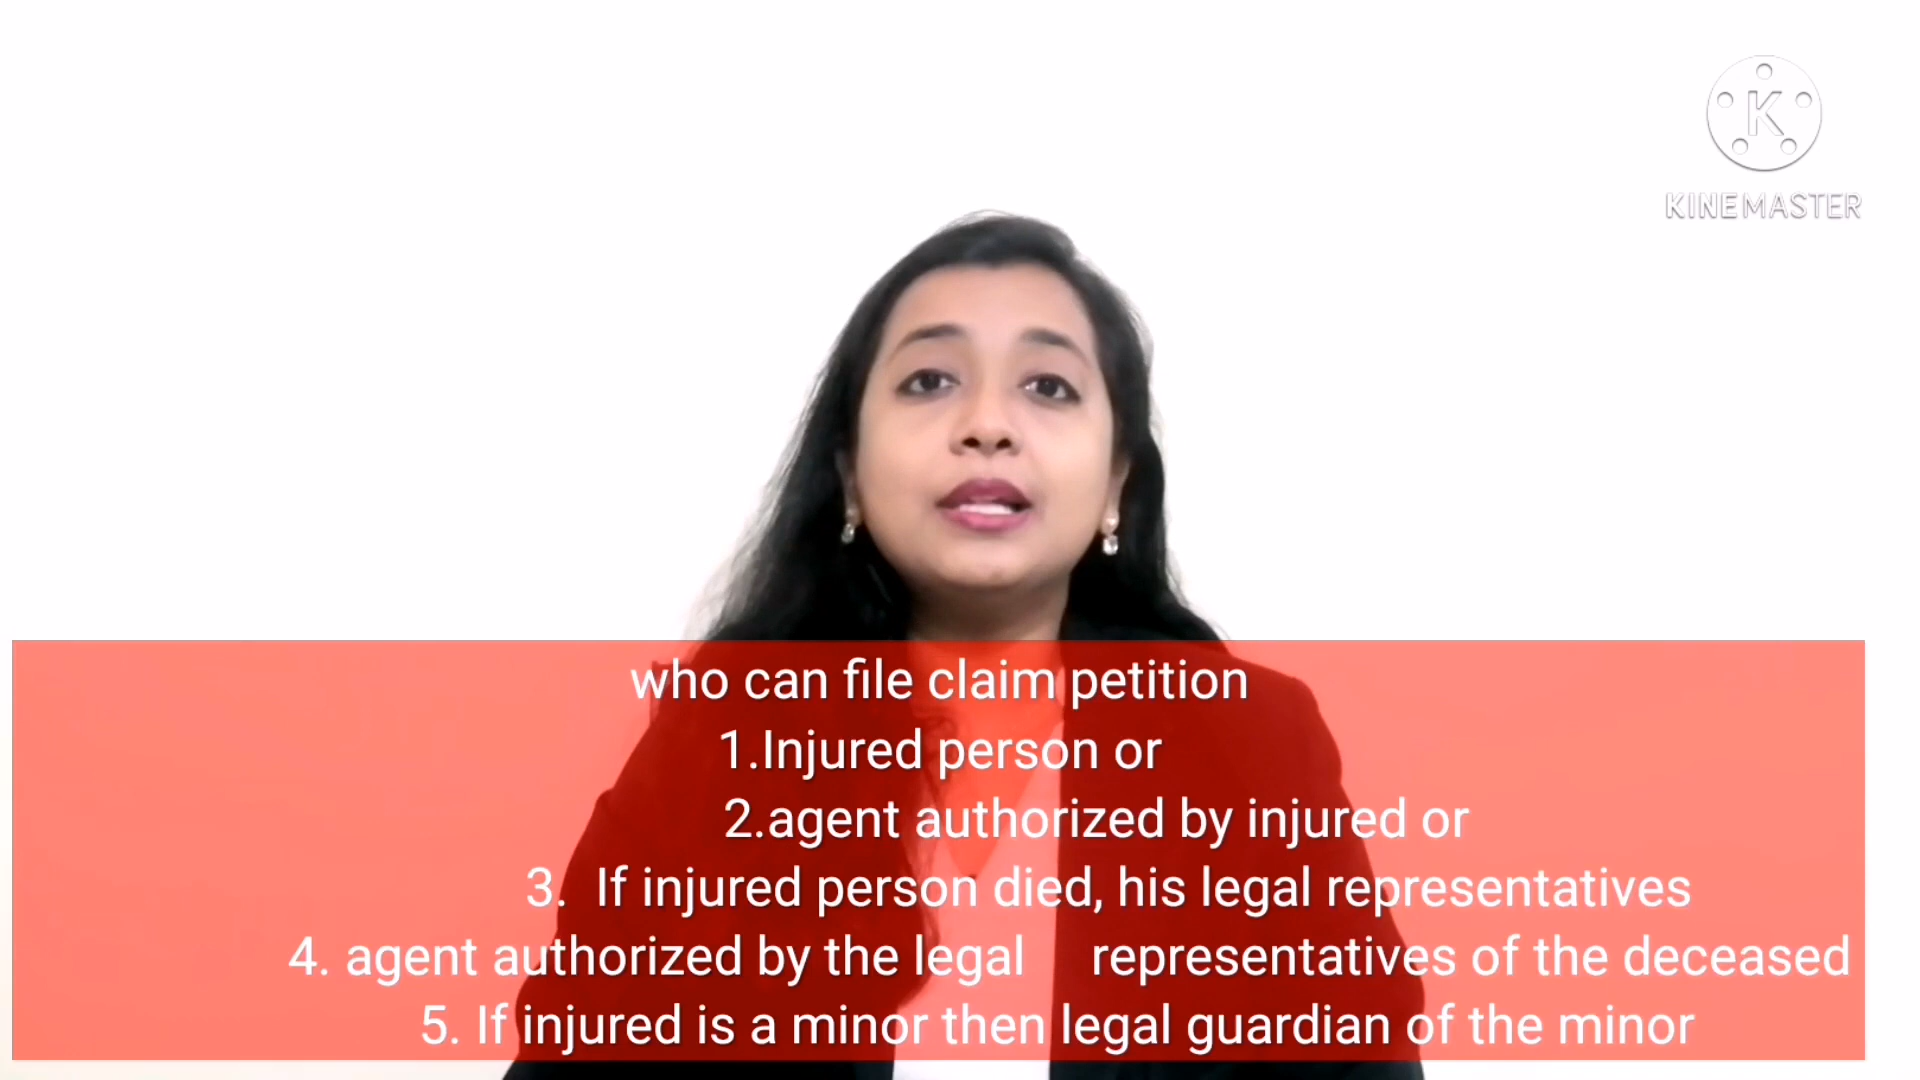 K
KINEMASTER
who can file claim petition
1.Injured person or
2.agent authorized by injured or
3. If injured person died, his legal representatives
4. agent authorized by the legal representatives of the deceased
5. If injured is a minor then legal guardian of the minor